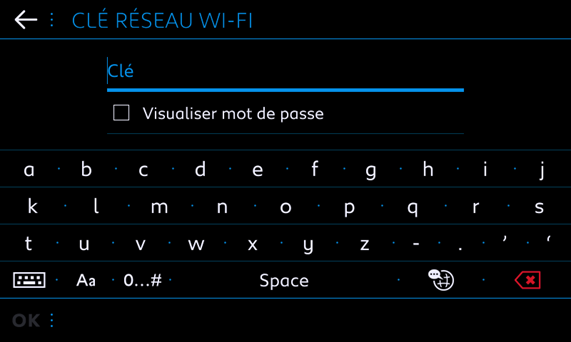 CLÉ RÉSEAU WI-FI
Clé
Visualiser mot de passe
a b c d e f g h i j
k l m n o p q r s
t u v w x y z - . ’ ‘
Aa 0...# Space
OK